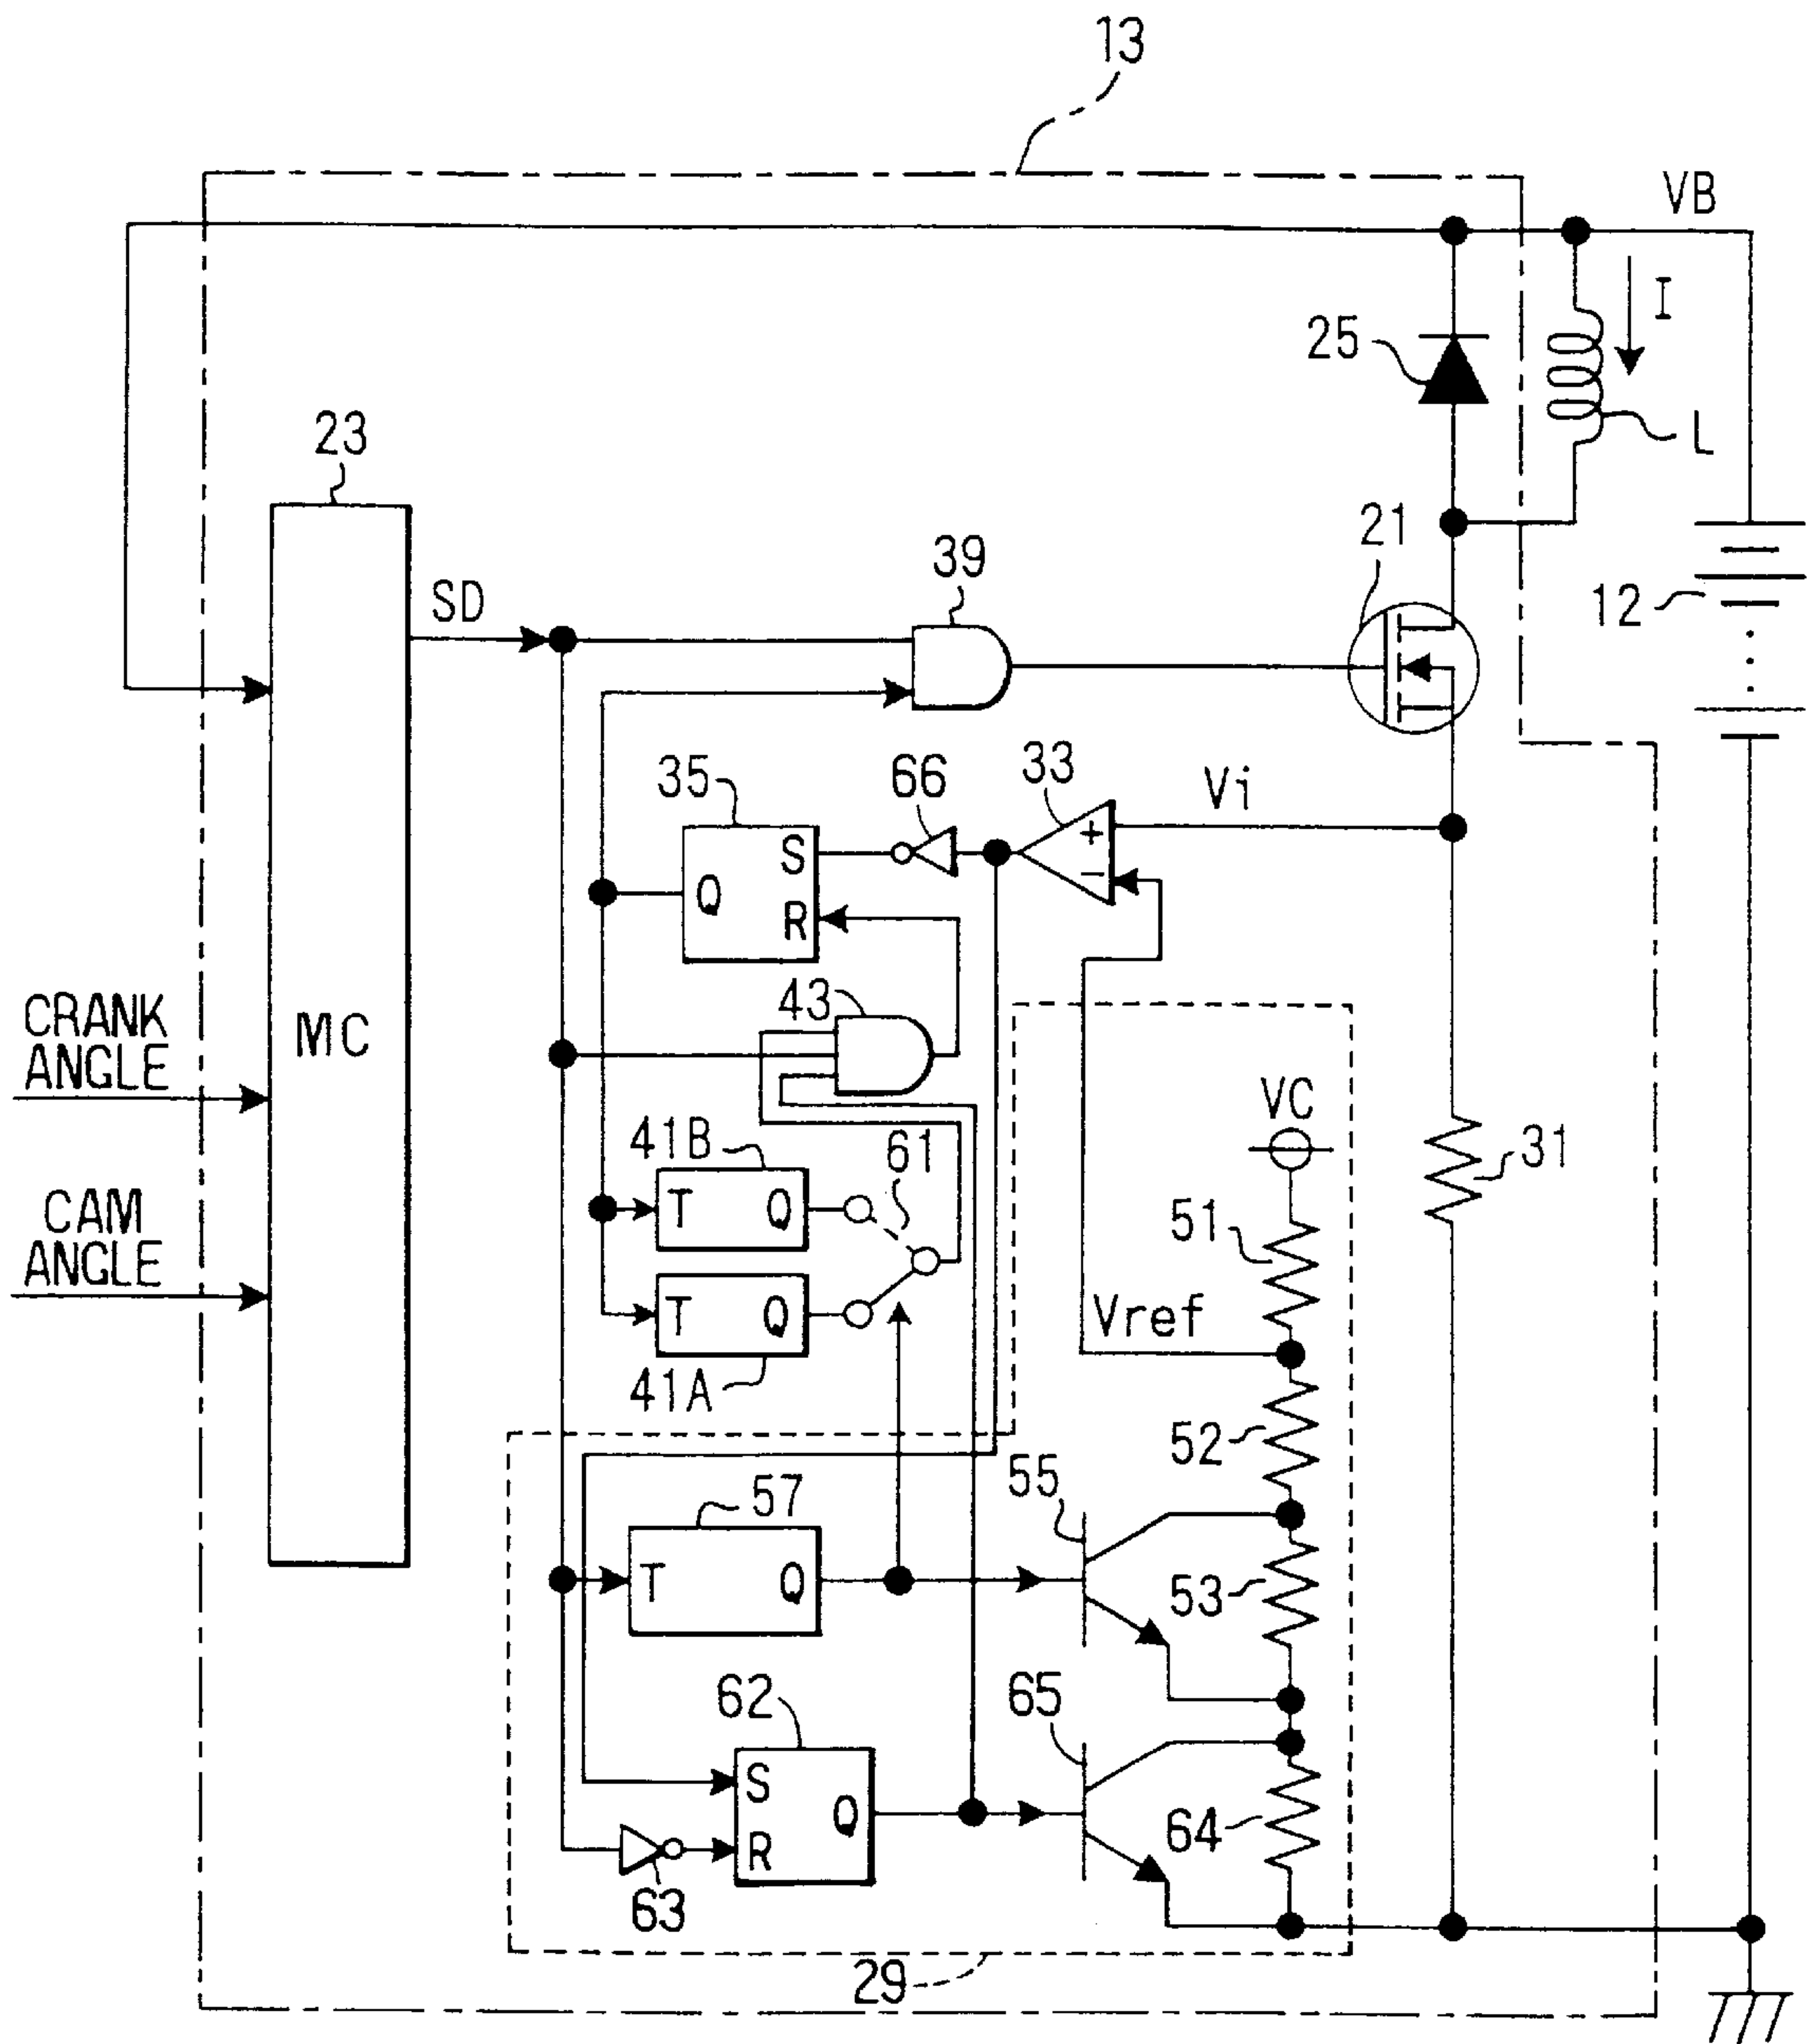 13
VB
I
25
L
23
21
39
12
SD
35
66
33
Vi
S
Q
R
+
−
43
CRANK
ANGLE
MC
VC
41B
61
31
T Q
51
CAM
ANGLE
T Q
Vref
41A
52
57
55
T Q
53
62
65
S
Q
R
64
63
29